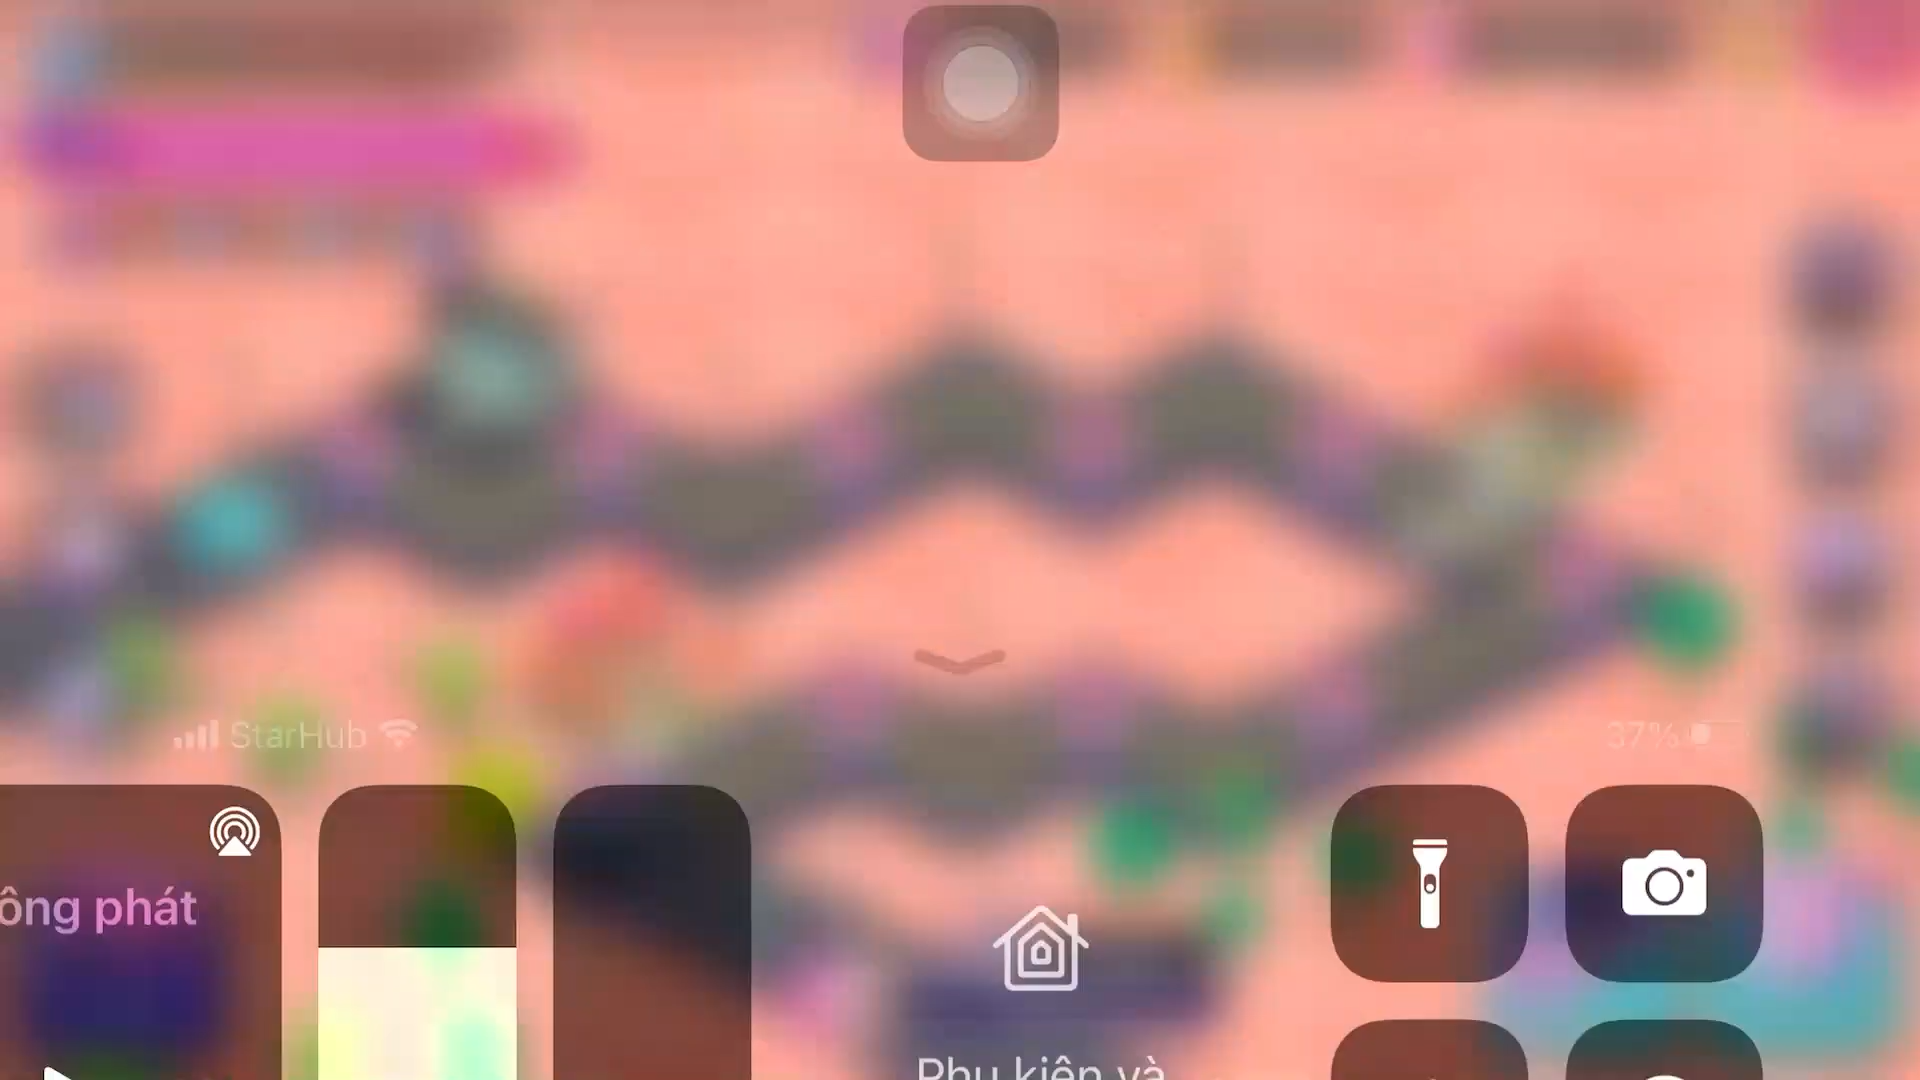 StarHub
37%
ông phát
Phụ kiện và